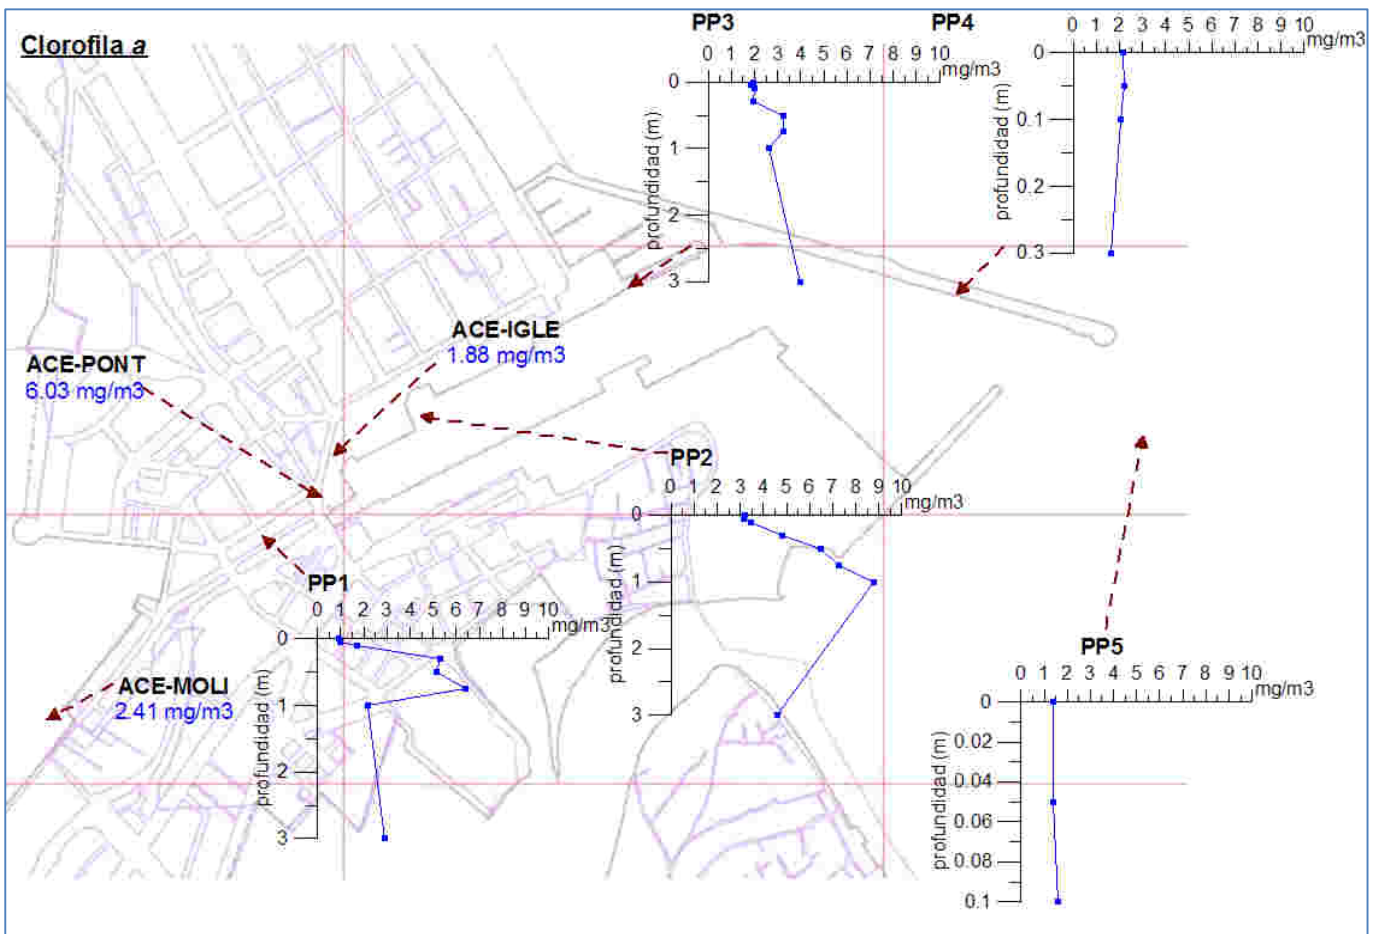 Clorofila a
PP3
0 1 2 3 4 5 6 7 8 9 10
mg/m3
profundidad (m)
0
1
2
3
PP4
0 1 2 3 4 5 6 7 8 9 10
mg/m3
profundidad (m)
0
0.1
0.2
0.3
ACE-IGLE
1.88 mg/m3
ACE-PONT
6.03 mg/m3
PP2
0 1 2 3 4 5 6 7 8 9 10
mg/m3
profundidad (m)
0
1
2
3
PP1
0 1 2 3 4 5 6 7 8 9 10
mg/m3
profundidad (m)
0
1
2
3
ACE-MOLI
2.41 mg/m3
PP5
0 1 2 3 4 5 6 7 8 9 10
mg/m3
profundidad (m)
0
0.02
0.04
0.06
0.08
0.1